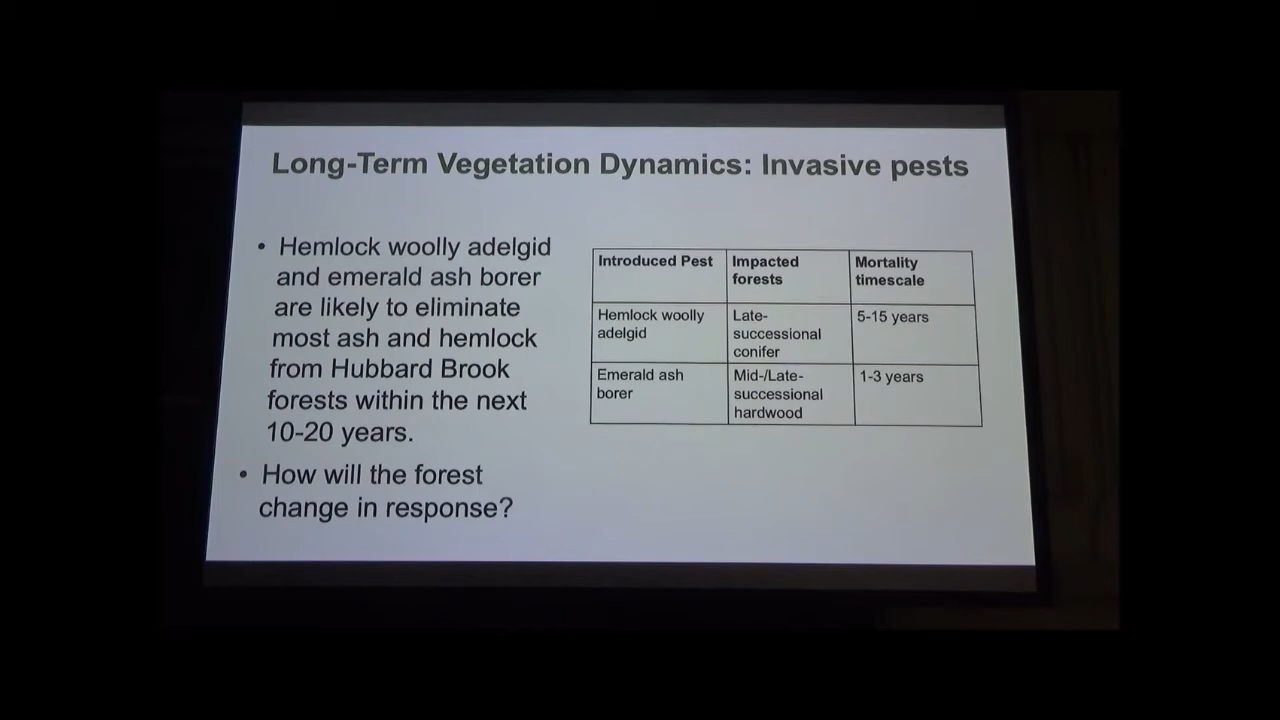 Long-Term Vegetation Dynamics: Invasive pests
• Hemlock woolly adelgid
and emerald ash borer
are likely to eliminate
most ash and hemlock
from Hubbard Brook
forests within the next
10-20 years.
• How will the forest
change in response?
Introduced Pest
Impacted
forests
Mortality
timescale
Hemlock woolly
adelgid
Late-
successional
conifer
5-15 years
Emerald ash
borer
Mid-/Late-
successional
hardwood
1-3 years